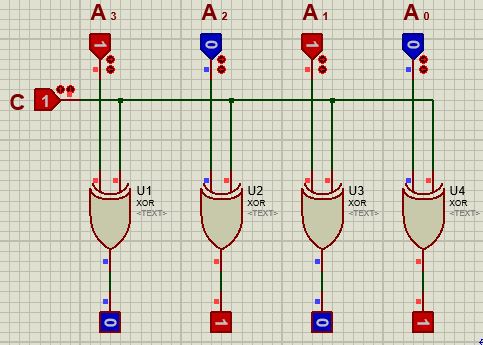 A 3 A 2 A 1 A 0
1 0 1 0
C 1
U1 U2 U3 U4
XOR XOR XOR XOR
<TEXT> <TEXT> <TEXT> <TEXT>
0 1 0 1